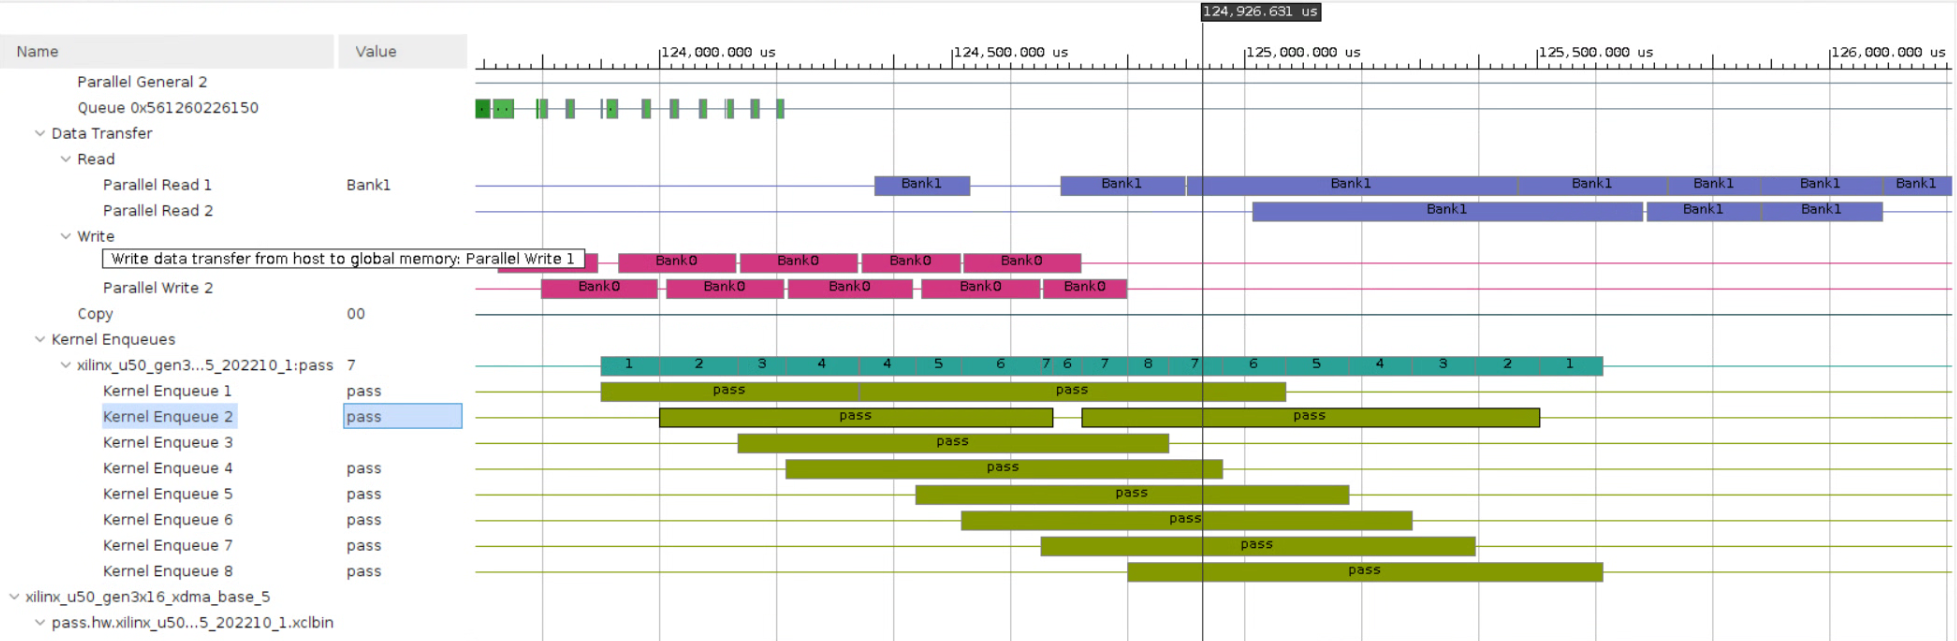 124,926.631 us
Name Value 124,000.000 us 124,500.000 us 125,000.000 us 125,500.000 us 126,000.000 us
Parallel General 2
Queue 0x561260226150
Data Transfer
Read
Parallel Read 1 Bank1 Bank1 Bank1 Bank1 Bank1 Bank1 Bank1 Bank1
Parallel Read 2 Bank1 Bank1 Bank1
Write
Write data transfer from host to global memory: Parallel Write 1 Bank0 Bank0 Bank0 Bank0
Parallel Write 2 Bank0 Bank0 Bank0 Bank0 Bank0
Copy 00
Kernel Enqueues
xilinx_u50_gen3...5_202210_1:pass 7 1 2 3 4 4 5 6 7 6 7 8 7 6 5 4 3 2 1
Kernel Enqueue 1 pass pass pass
Kernel Enqueue 2 pass pass pass
Kernel Enqueue 3 pass
Kernel Enqueue 4 pass pass
Kernel Enqueue 5 pass pass
Kernel Enqueue 6 pass pass
Kernel Enqueue 7 pass pass
Kernel Enqueue 8 pass pass
xilinx_u50_gen3x16_xdma_base_5
pass.hw.xilinx_u50...5_202210_1.xclbin